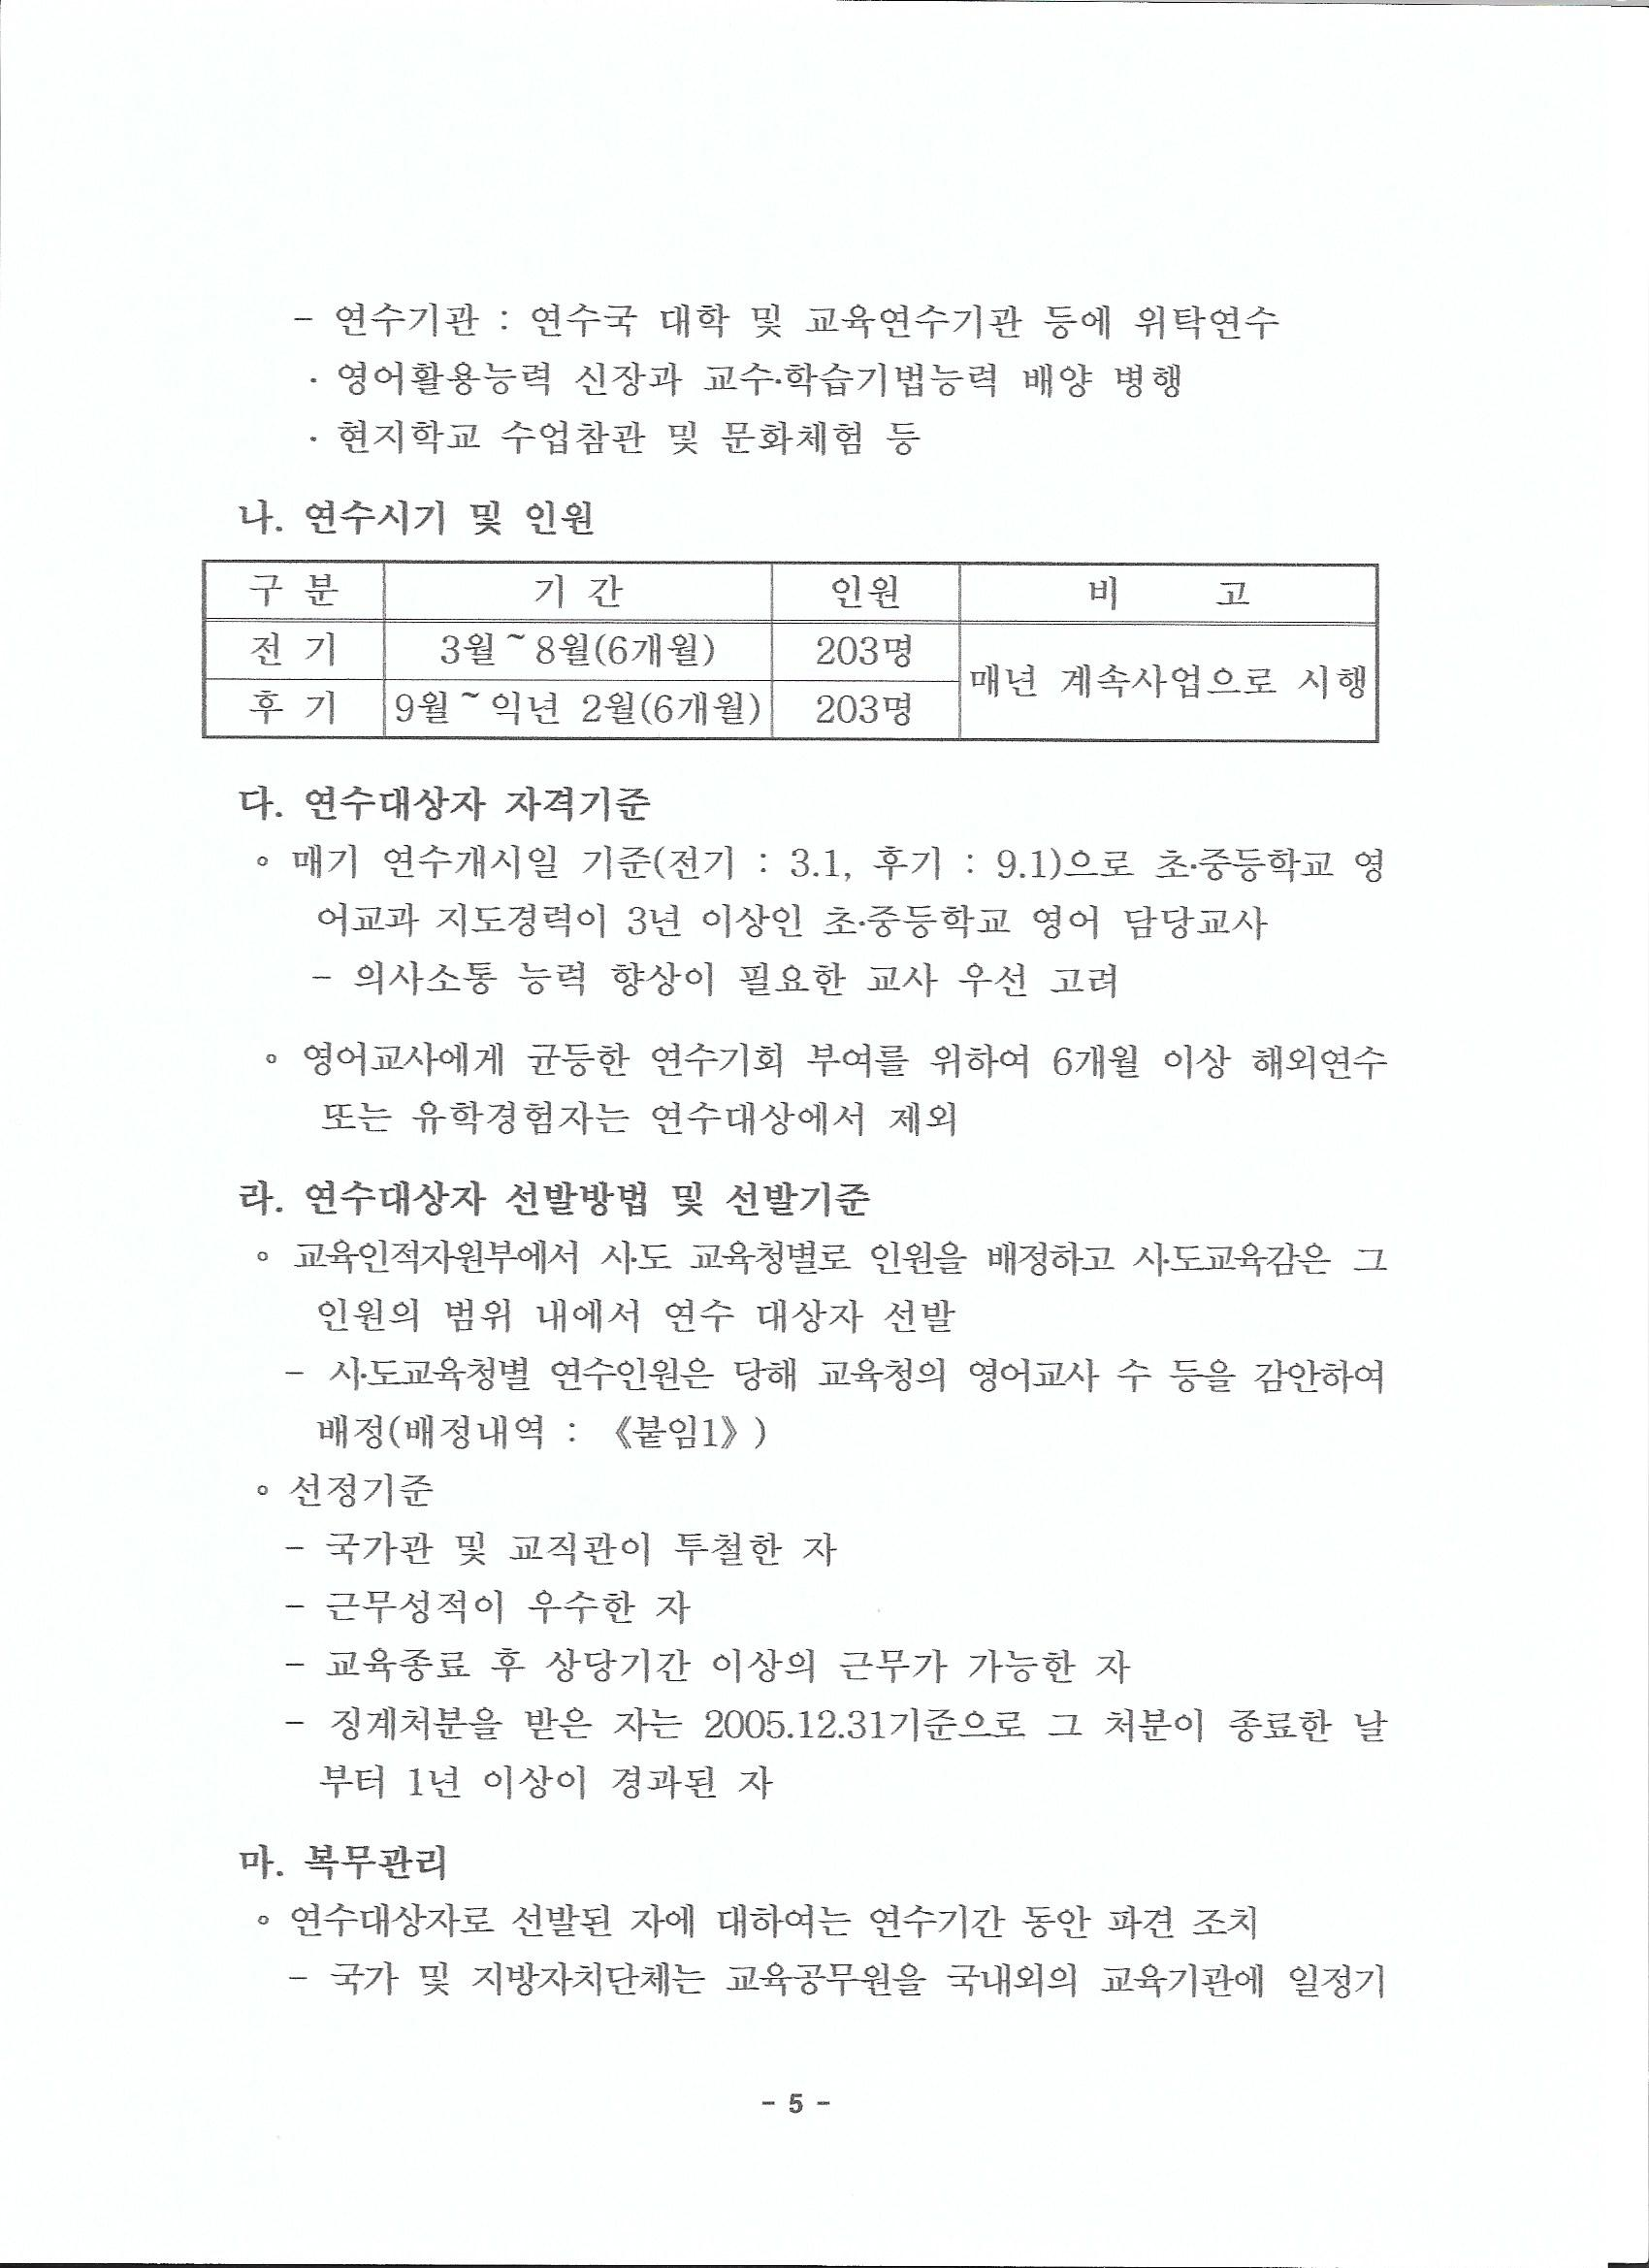 - 연수기관 : 연수국 대학 및 교육연수기관 등에 위탁연수
· 영어활용능력 신장과 교수·학습기법능력 배양 병행
· 현지학교 수업참관 및 문화체험 등
나. 연수시기 및 인원
구 분 기 간 인원 비 고
전 기 3월~8월(6개월) 203명
매년 계속사업으로 시행
후 기 9월~익년 2월(6개월) 203명
다. 연수대상자 자격기준
◦ 매기 연수개시일 기준(전기 : 3.1, 후기 : 9.1)으로 초·중등학교 영
어교과 지도경력이 3년 이상인 초·중등학교 영어 담당교사
- 의사소통 능력 향상이 필요한 교사 우선 고려
◦ 영어교사에게 균등한 연수기회 부여를 위하여 6개월 이상 해외연수
또는 유학경험자는 연수대상에서 제외
라. 연수대상자 선발방법 및 선발기준
◦ 교육인적자원부에서 시·도 교육청별로 인원을 배정하고 시·도교육감은 그
인원의 범위 내에서 연수 대상자 선발
- 시·도교육청별 연수인원은 당해 교육청의 영어교사 수 등을 감안하여
배정(배정내역 : 《붙임1》)
◦ 선정기준
- 국가관 및 교직관이 투철한 자
- 근무성적이 우수한 자
- 교육종료 후 상당기간 이상의 근무가 가능한 자
- 징계처분을 받은 자는 2005.12.31기준으로 그 처분이 종료한 날
부터 1년 이상이 경과된 자
마. 복무관리
◦ 연수대상자로 선발된 자에 대하여는 연수기간 동안 파견 조치
- 국가 및 지방자치단체는 교육공무원을 국내외의 교육기관에 일정기
- 5 -